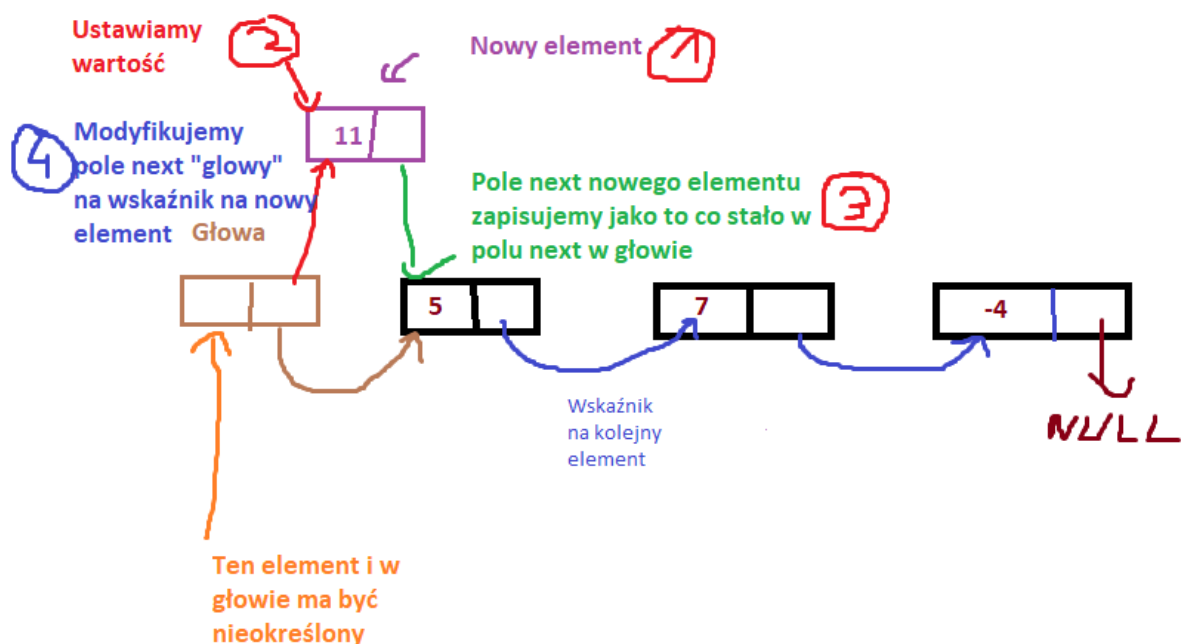 Ustawiamy
wartość
2
Nowy element
1
11
4
Modyfikujemy
pole next "glowy"
na wskaźnik na nowy
element
Głowa
Pole next nowego elementu
zapisujemy jako to co stało w
polu next w głowie
3
5
7
-4
Wskaźnik
na kolejny
element
NULL
Ten element i w
głowie ma być
nieokreślony